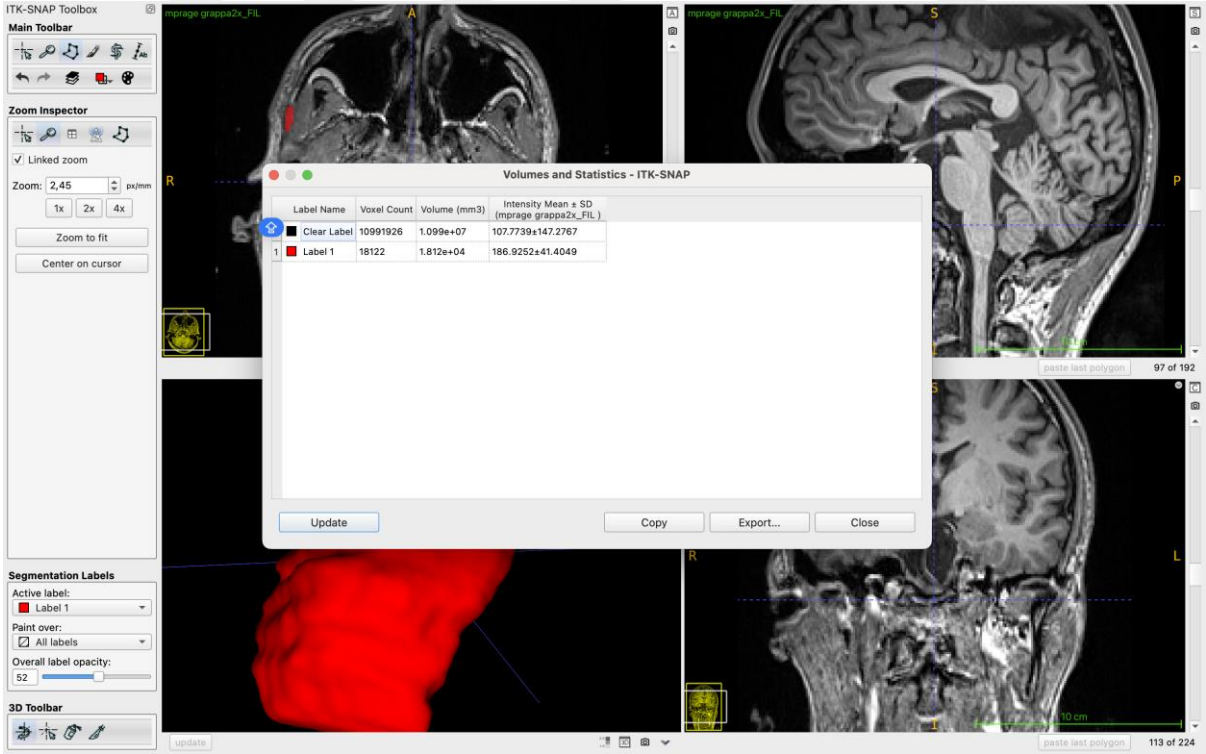 ITK-SNAP Toolbox
Main Toolbar
Zoom Inspector
Linked zoom
Zoom: 2,45 px/mm
1x 2x 4x
Zoom to fit
Center on cursor
Segmentation Labels
Active label:
Label 1
Paint over:
All labels
Overall label opacity:
52
3D Toolbar
mprage grappa2x_FIL
A
R
A
mprage grappa2x_FIL
S
P
S
I
paste last polygon 97 of 192
Volumes and Statistics - ITK-SNAP
Label Name Voxel Count Volume (mm3) Intensity Mean ± SD
(mprage grappa2x_FIL )
Clear Label 10991926 1.099e+07 107.7739±147.2767
1 Label 1 18122 1.812e+04 186.9252±41.4049
Update Copy Export... Close
update
3D
S
R
L
C
I
10 cm
paste last polygon 113 of 224